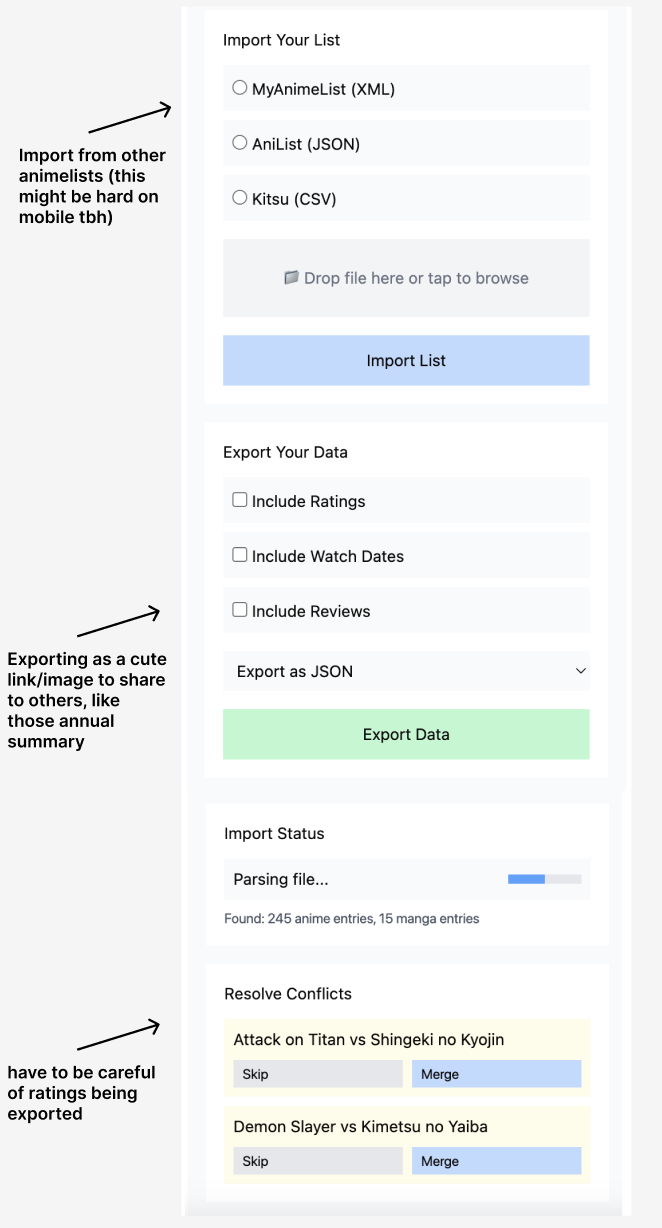 Import Your List
MyAnimeList (XML)
AniList (JSON)
Kitsu (CSV)
Drop file here or tap to browse
Import List
Import from other
animelists (this
might be hard on
mobile tbh)
Export Your Data
Include Ratings
Include Watch Dates
Include Reviews
Export as JSON
Export Data
Exporting as a cute
link/image to share
to others, like
those annual
summary
Import Status
Parsing file...
Found: 245 anime entries, 15 manga entries
Resolve Conflicts
Attack on Titan vs Shingeki no Kyojin
Skip
Merge
Demon Slayer vs Kimetsu no Yaiba
Skip
Merge
have to be careful
of ratings being
exported